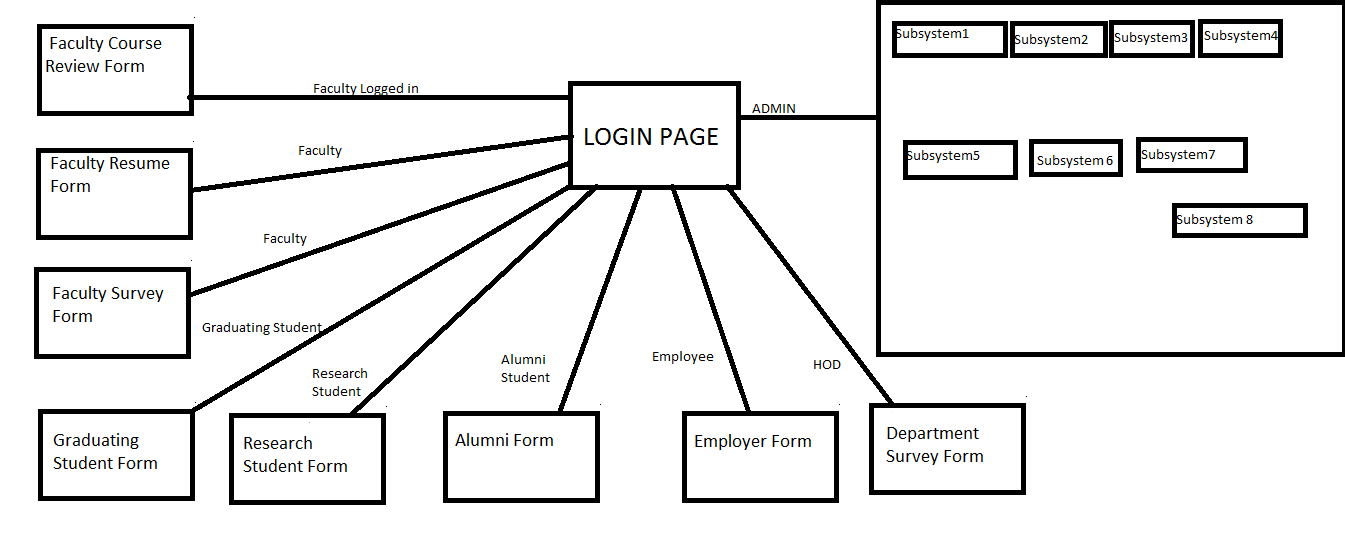 Faculty Course
Review Form
Faculty Logged in
Faculty Resume
Form
Faculty
Faculty Survey
Form
Faculty
Graduating
Student Form
Graduating Student
Research
Student Form
Research
Student
Alumni Form
Alumni
Student
Employer Form
Employee
Department
Survey Form
HOD
LOGIN PAGE
ADMIN
Subsystem1
Subsystem2
Subsystem3
Subsystem4
Subsystem5
Subsystem 6
Subsystem7
Subsystem 8